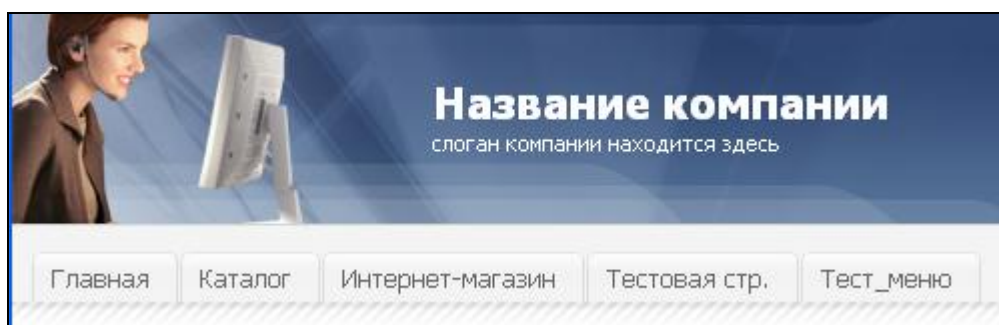 Название компании
слоган компании находится здесь
Главная Каталог Интернет-магазин Тестовая стр. Тест_меню